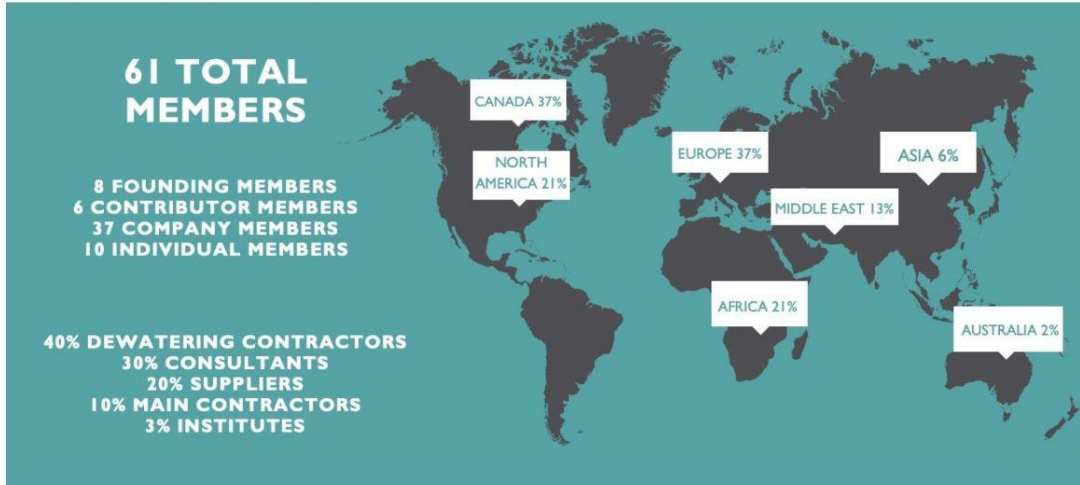 61 TOTAL
MEMBERS
8 FOUNDING MEMBERS
6 CONTRIBUTOR MEMBERS
37 COMPANY MEMBERS
10 INDIVIDUAL MEMBERS
40% DEWATERING CONTRACTORS
30% CONSULTANTS
20% SUPPLIERS
10% MAIN CONTRACTORS
3% INSTITUTES
CANADA 37%
NORTH
AMERICA 21%
EUROPE 37%
ASIA 6%
MIDDLE EAST 13%
AFRICA 21%
AUSTRALIA 2%